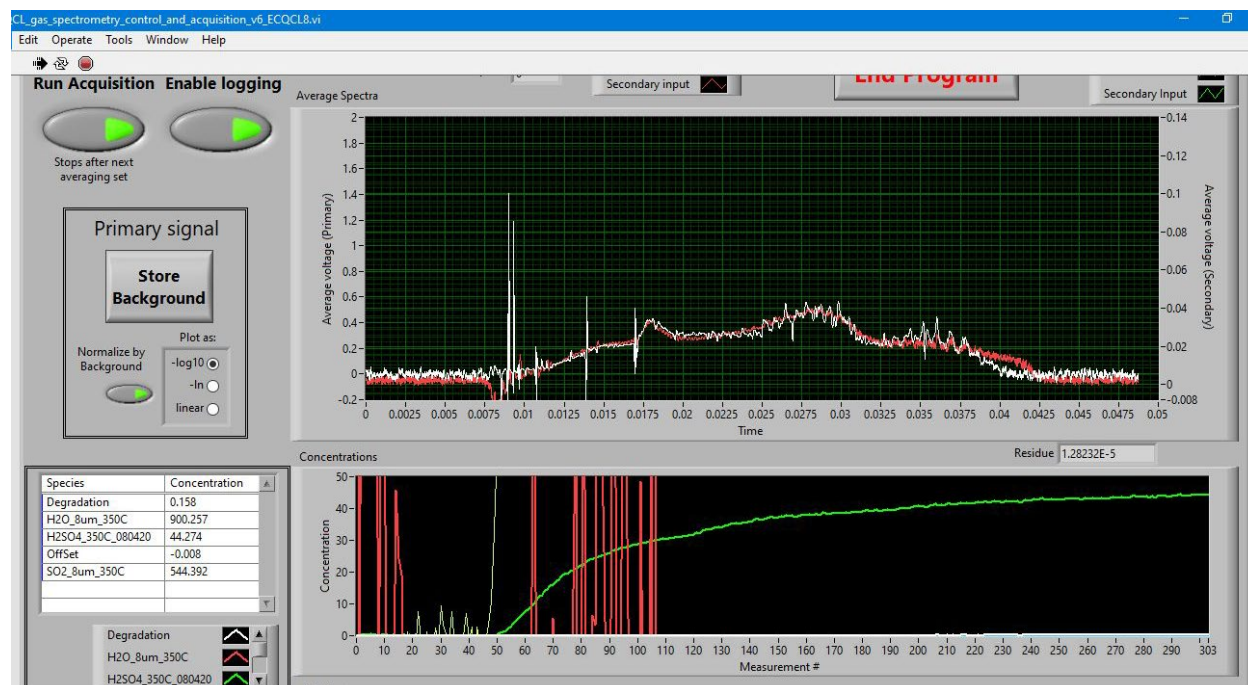 CL_gas_spectrometry_control_and_acquisition_v6_ECQCL8.vi
Edit Operate Tools Window Help
Run Acquisition Enable logging
Secondary input
End Program
Secondary Input
Average Spectra
Stops after next
averaging set
Primary signal
Store
Background
Plot as:
Normalize by
Background
-log10
-ln
linear
Average voltage (Primary)
2
1.8
1.6
1.4
1.2
1
0.8
0.6
0.4
0.2
0
-0.2
0 0.0025 0.005 0.0075 0.01 0.0125 0.015 0.0175 0.02 0.0225 0.025 0.0275 0.03 0.0325 0.035 0.0375 0.04 0.0425 0.045 0.0475 0.05
Time
-0.14
-0.12
-0.1
-0.08
-0.06
-0.04
-0.02
-0
-0.008
Average voltage (Secondary)
Residue 1.28232E-5
Concentrations
Species Concentration
Degradation 0.158
H2O_8um_350C 900.257
H2SO4_350C_080420 44.274
OffSet -0.008
SO2_8um_350C 544.392
Degradation
H2O_8um_350C
H2SO4_350C_080420
Concentration
50
40
30
20
10
0
0 10 20 30 40 50 60 70 80 90 100 110 120 130 140 150 160 170 180 190 200 210 220 230 240 250 260 270 280 290 303
Measurement #